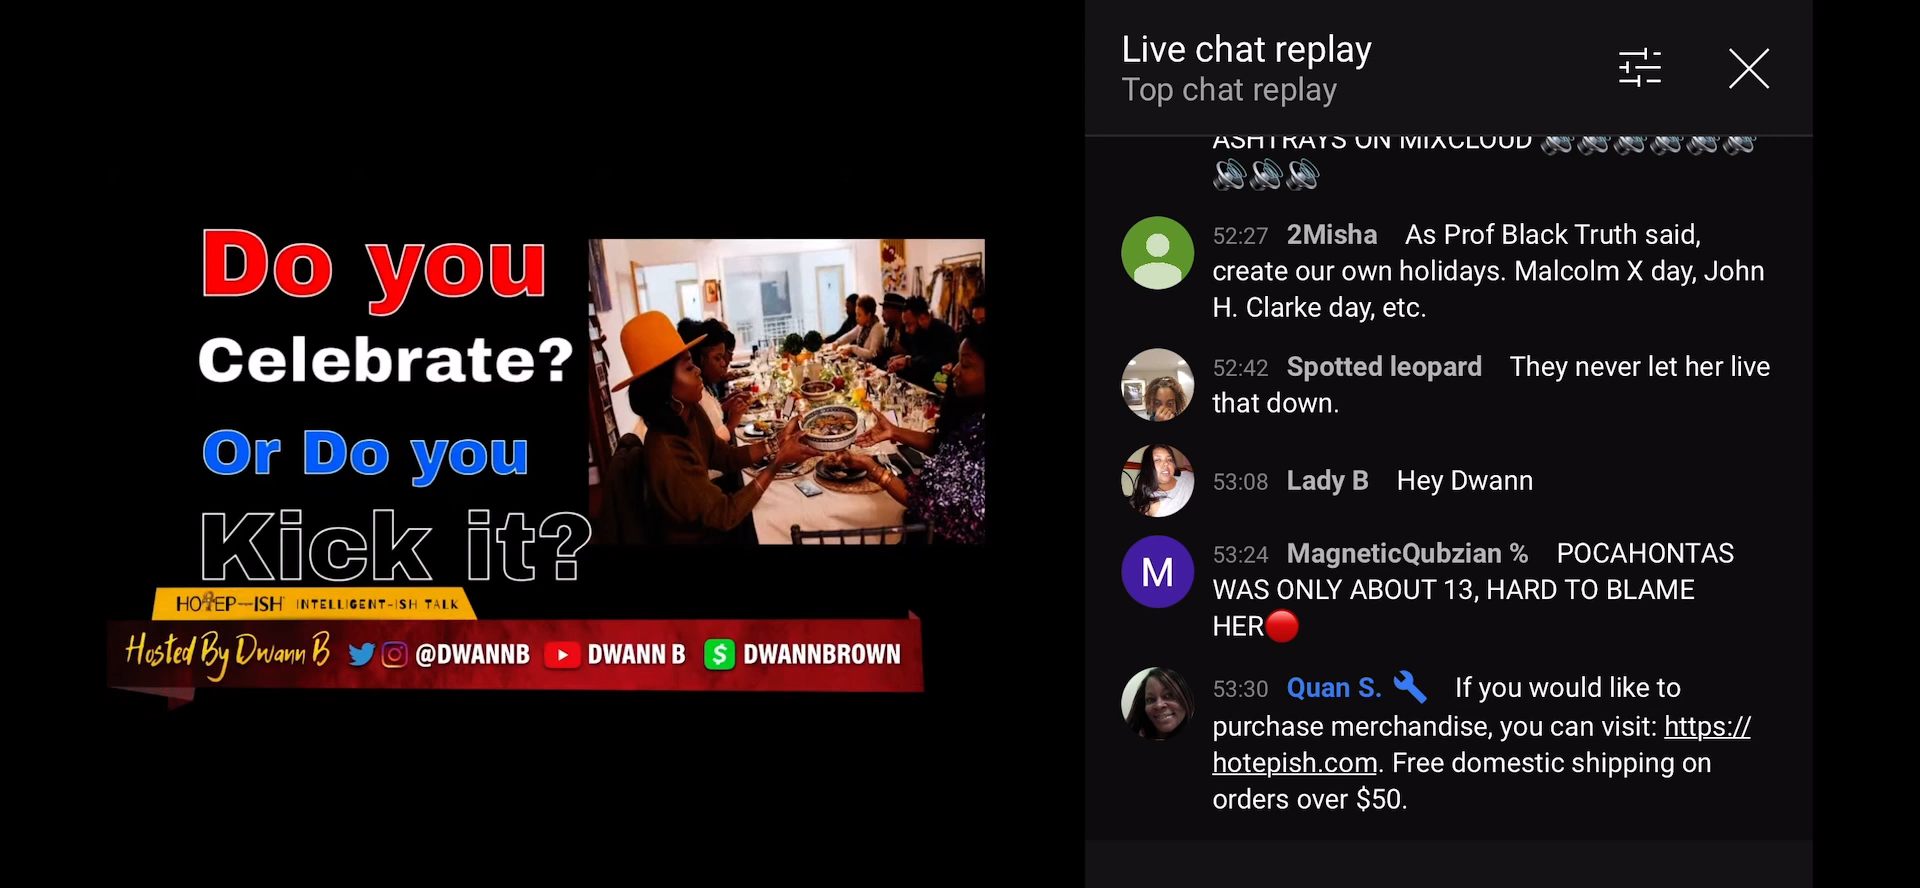 Do you
Celebrate?
Or Do you
Kick it?
HOTEP-ISH INTELLIGENT-ISH TALK
Hosted By Dwann B @DWANNB DWANN B DWANNBROWN
Live chat replay
Top chat replay
ASHTRAYS ON MIXCLOUD 🔊🔊🔊🔊🔊🔊
🔊🔊🔊
52:27 2Misha As Prof Black Truth said,
create our own holidays. Malcolm X day, John
H. Clarke day, etc.
52:42 Spotted leopard They never let her live
that down.
53:08 Lady B Hey Dwann
M
53:24 MagneticQubzian % POCAHONTAS
WAS ONLY ABOUT 13, HARD TO BLAME
HER🔴
53:30 Quan S. 🔧 If you would like to
purchase merchandise, you can visit: https://
hotepish.com. Free domestic shipping on
orders over $50.